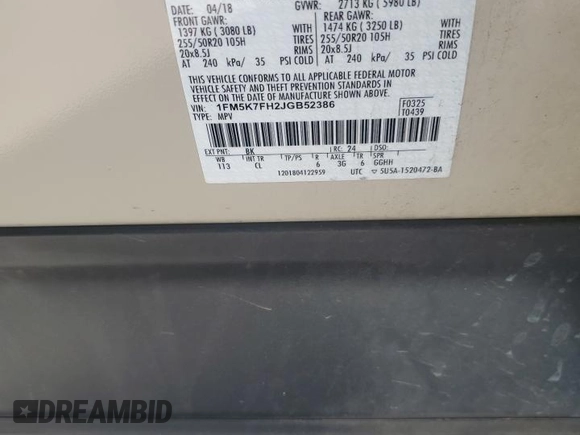 DATE: 04/18 GVWR: 2713 KG ( 5980 LB)
FRONT GAWR: REAR GAWR:
1397 KG ( 3080 LB) WITH 1474 KG ( 3250 LB) WITH
255/50R20 105H TIRES 255/50R20 105H TIRES
20x8.5J RIMS 20x8.5J RIMS
AT 240 kPa/ 35 PSI COLD AT 240 kPa/ 35 PSI COLD
THIS VEHICLE CONFORMS TO ALL APPLICABLE FEDERAL MOTOR
VEHICLE SAFETY AND BUMPER STANDARDS
IN EFFECT ON THE DATE OF MANUFACTURE SHOWN ABOVE.
VIN: 1FM5K7FH2JGB52386 F0325
TYPE: MPV T0439
EXT PNT: BK RC: 24
WB INT TR TP/PS R AXLE TR SPR
113 CL 6 3G 6 GGHH
1201804122959 UTC 5U5A-1520472-BA
DREAMBID